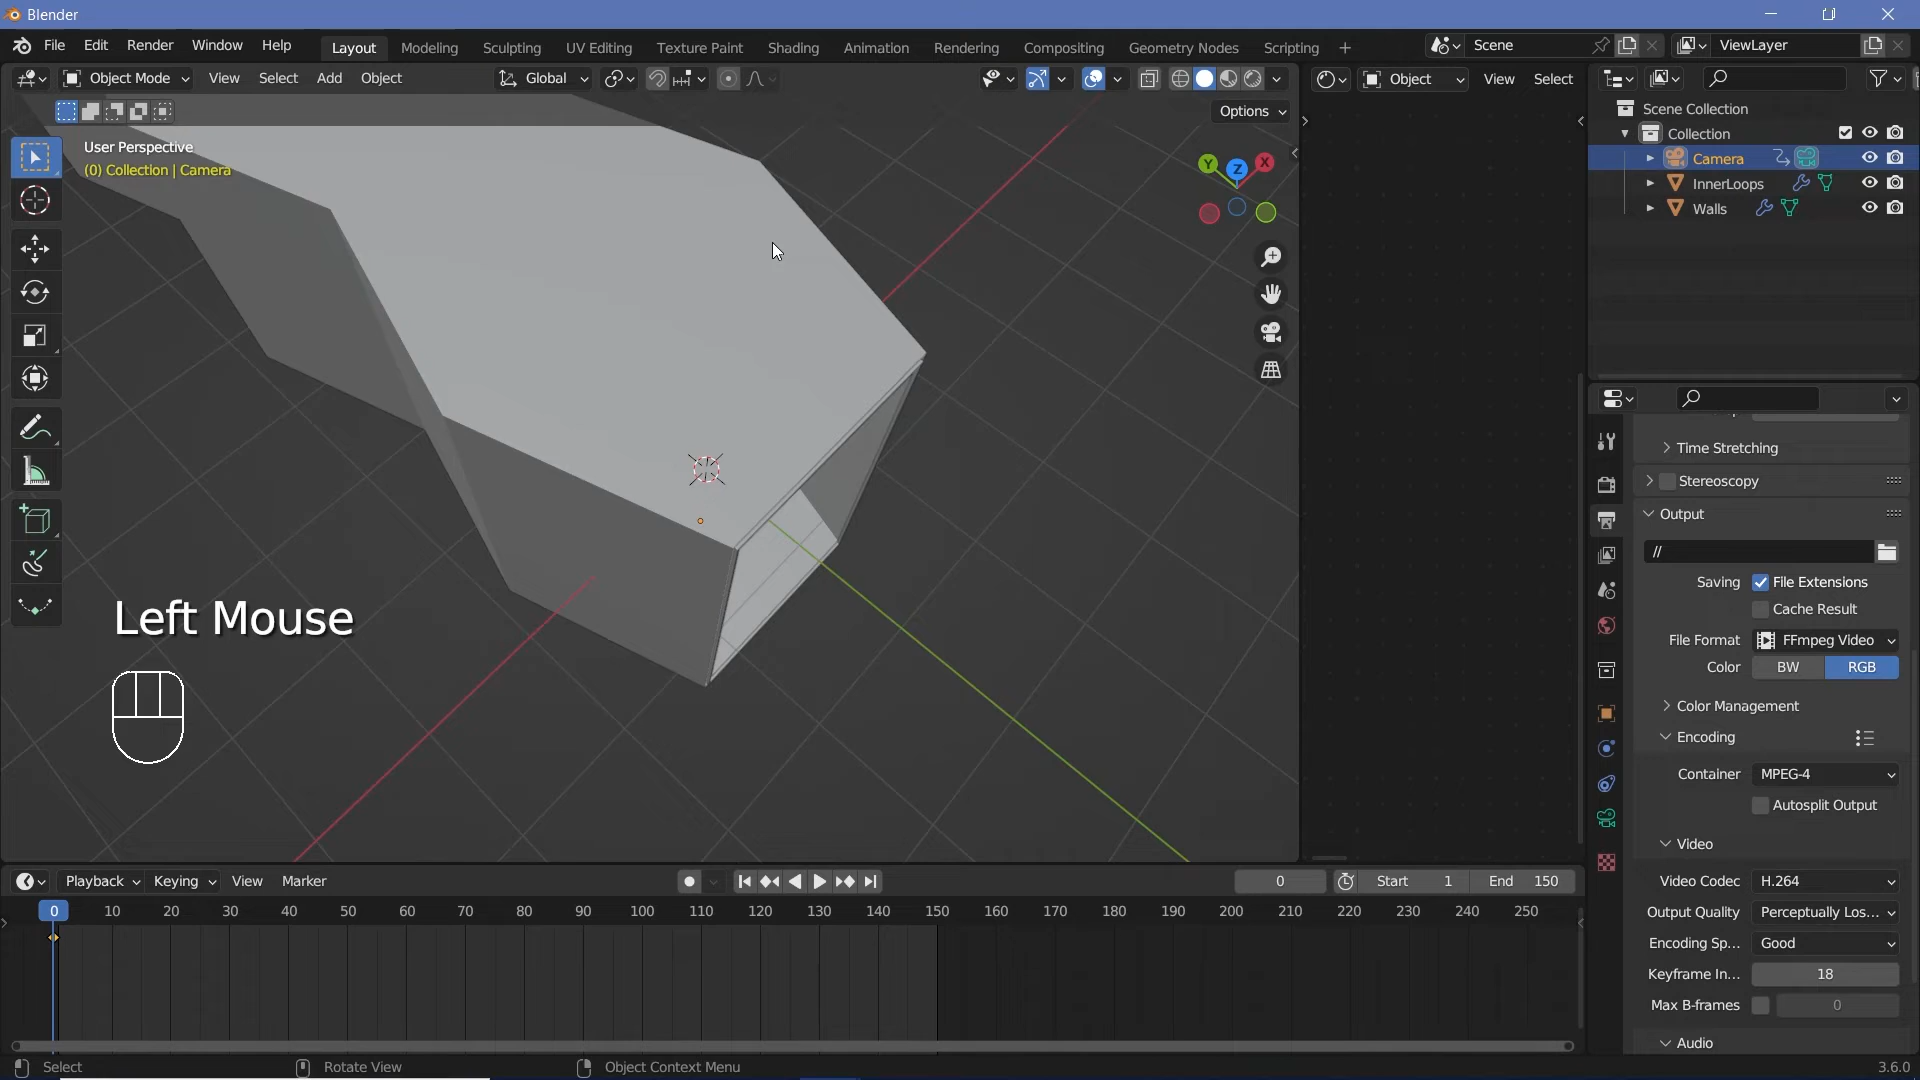 Blender
File Edit Render Window Help
Layout Modeling Sculpting UV Editing Texture Paint Shading Animation Rendering Compositing Geometry Nodes Scripting +
Scene
ViewLayer
Object Mode View Select Add Object
Global
Object View Select
Options
User Perspective
(0) Collection | Camera
Y Z X
Scene Collection
Collection
Camera
InnerLoops
Walls
Left Mouse
Time Stretching
Stereoscopy
Output
//
Saving File Extensions
Cache Result
File Format FFmpeg Video
Color BW RGB
Color Management
Encoding
Container MPEG-4
Autosplit Output
Video
Video Codec H.264
Output Quality Perceptually Los...
Encoding Sp... Good
Keyframe In... 18
Max B-frames 0
Audio
Playback Keying View Marker
0 Start 1 End 150
0 10 20 30 40 50 60 70 80 90 100 110 120 130 140 150 160 170 180 190 200 210 220 230 240 250
Select Rotate View Object Context Menu
3.6.0